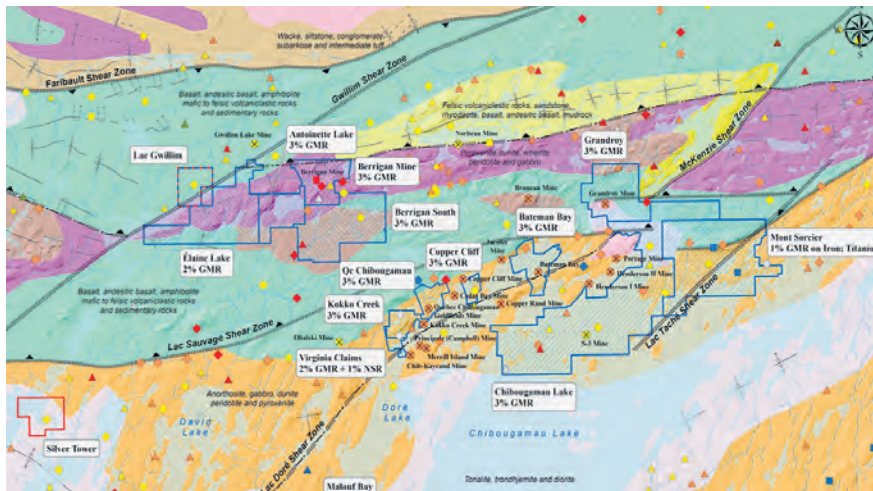 Wacke, siltstone, conglomerate,
subarkose and intermediate tuff
S
Faribault Shear Zone
Gwillim Shear Zone
Basalt, andesitic basalt, amphibolite
mafic to felsic volcaniclastic rocks
and sedimentary rocks
Felsic volcaniclastic rocks, sandstone,
rhyodacite, basalt, andesitic basalt, mudrock
McKenzie Shear Zone
Gwillim Lake Mine
Antoinette Lake
3% GMR
Norbeau Mine
Grandroy
3% GMR
Lac Gwillim
peridotite and gabbro
Berrigan Mine
Berrigan Mine
3% GMR
Bruneau Mine
Grandroy Mine
Berrigan South
3% GMR
Bateman Bay
3% GMR
Élaine Lake
2% GMR
Copper Cliff
3% GMR
Jaculet
Mine
Portage Mine
Mont Sorcier
1% GMR on Iron; Titani
Qc Chibougamau
3% GMR
Copper Cliff Mine
Bateman Bay
Henderson II Mine
Basalt, andesitic basalt, amphibolite
mafic to felsic volcaniclastic rocks
and sedimentary rocks
Cedar Bay Mine
Henderson I Mine
Kokko Creek
3% GMR
Copper Rand Mine
Québec Chibougamau
Goldfields Mine
Kokko Creek Mine
Lac Sauvage Shear Zone
Obalski Mine
Principale (Campbell) Mine
S-3 Mine
Lac Taché Shear Zone
Virginia Claims
2% GMR + 1% NSR
Merrill Island Mine
Chib-Kayrand Mine
Anorthosite, gabbro, dunite
peridotite and pyroxenite
Chibougamau Lake
3% GMR
David
Lake
Doré
Lake
Chibougamau Lake
Silver Tower
Lac Doré Shear Zone
Malouf Bay
Tonalite, trondhjemite and diorite